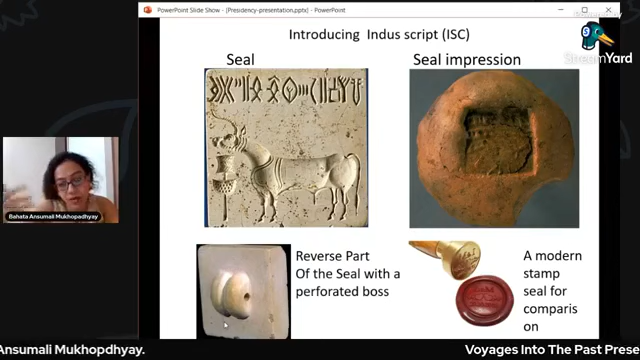 PowerPoint Slide Show - [Presidency-presentation.pptx] - PowerPoint
Introducing Indus script (ISC)
StreamYard
Seal
Seal impression
Bahata Ansumali Mukhopadhyay
Reverse Part
Of the Seal with a
perforated boss
A modern
stamp
seal for
comparis
on
Ansumali Mukhopdhyay.
Voyages Into The Past Prese